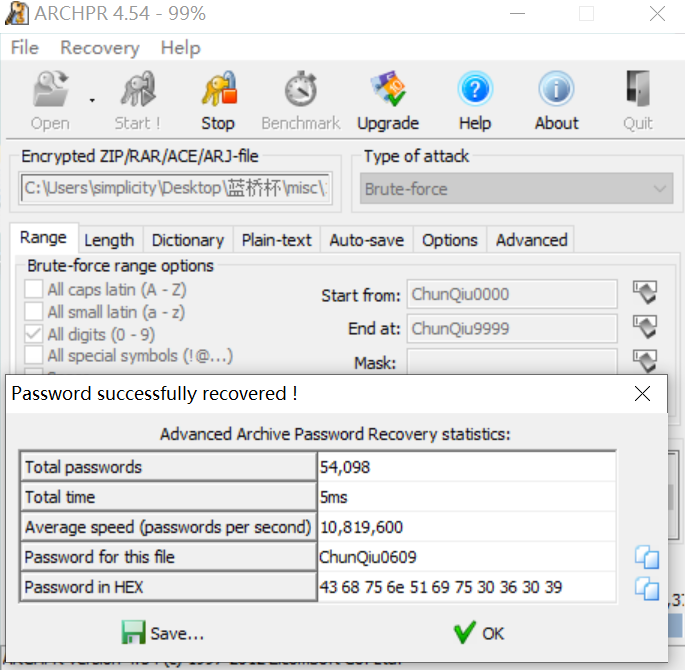 ARCHPR 4.54 - 99%
File Recovery Help
Open Start ! Stop Benchmark Upgrade Help About Quit
Encrypted ZIP/RAR/ACE/ARJ-file
Type of attack
C:\Users\simplicity\Desktop\蓝桥杯\misc\
Brute-force
Range Length Dictionary Plain-text Auto-save Options Advanced
Brute-force range options
All caps latin (A - Z)
All small latin (a - z)
All digits (0 - 9)
All special symbols (!@...)
Start from: ChunQiu0000
End at: ChunQiu9999
Mask:
Password successfully recovered !
Advanced Archive Password Recovery statistics:
Total passwords 54,098
Total time 5ms
Average speed (passwords per second) 10,819,600
Password for this file ChunQiu0609
Password in HEX 43 68 75 6e 51 69 75 30 36 30 39
Save... OK